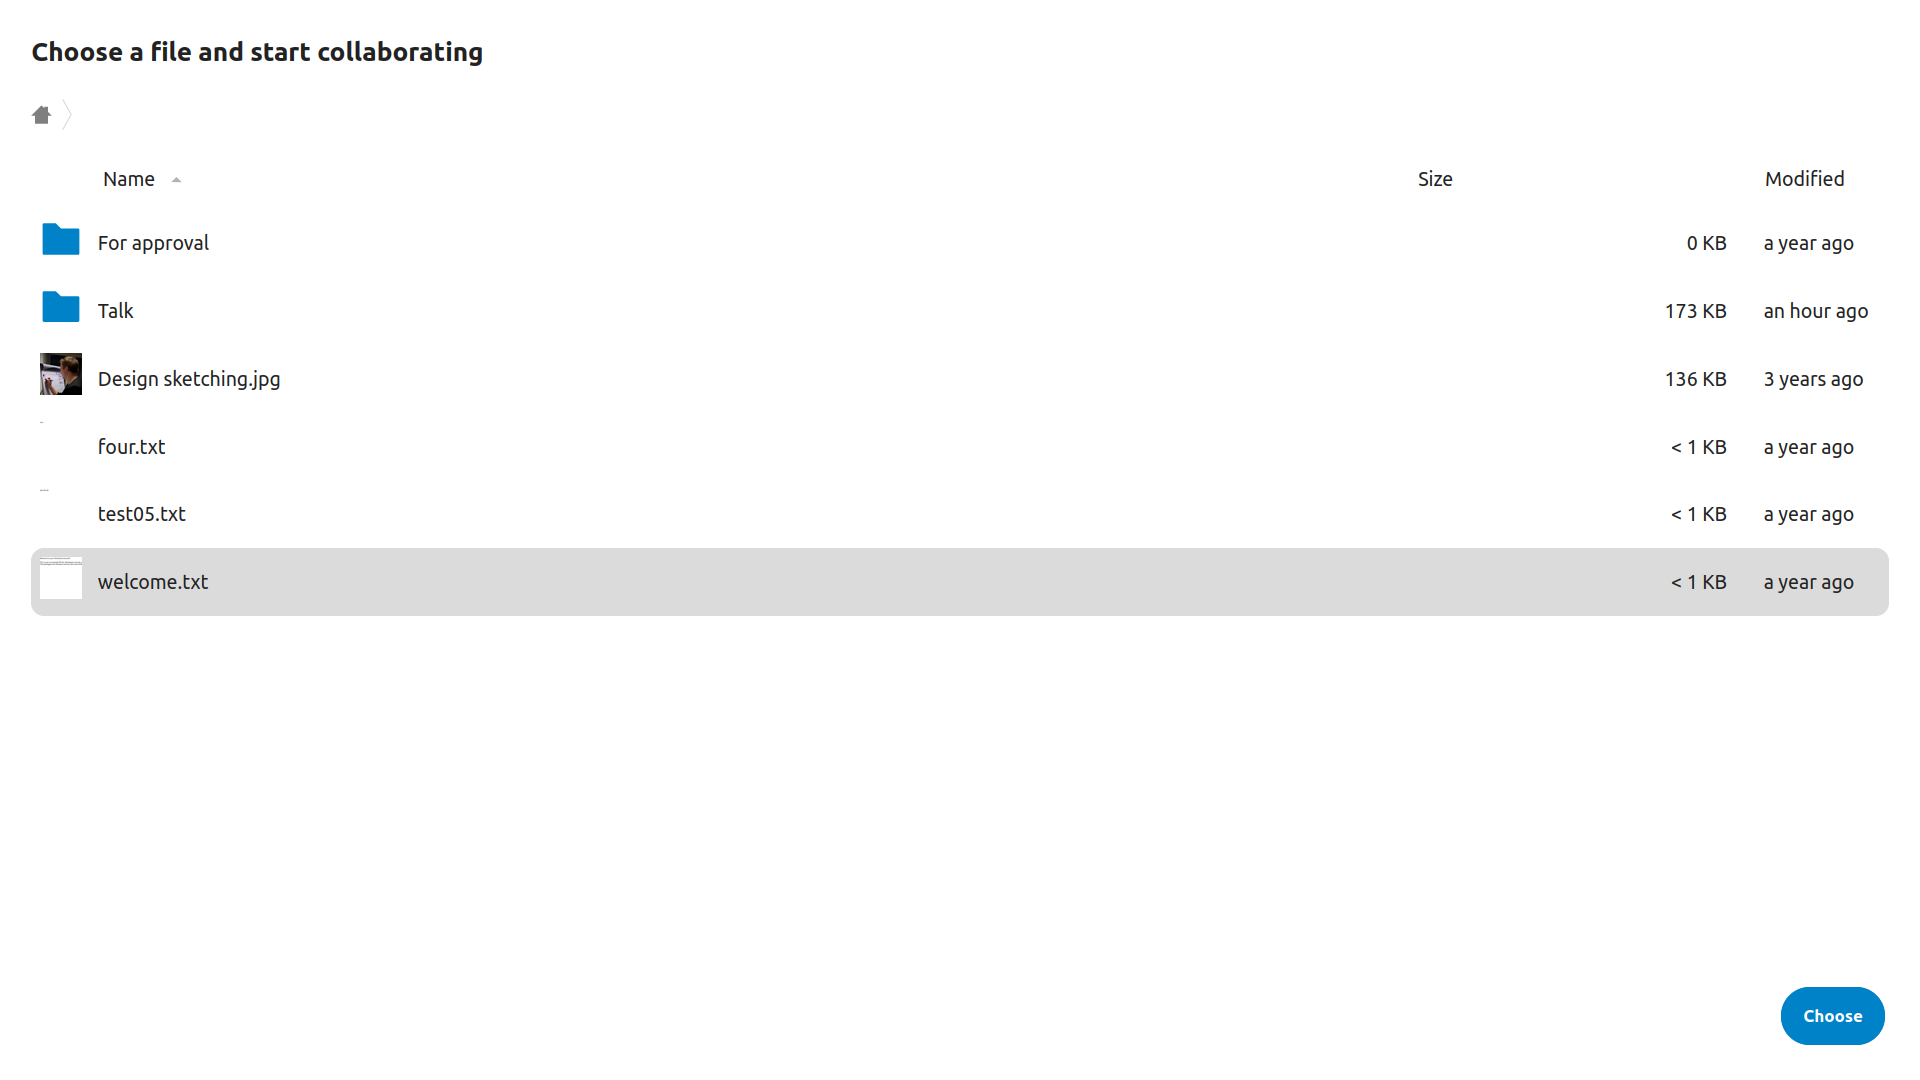 Choose a file and start collaborating
Name Size Modified
For approval 0 KB a year ago
Talk 173 KB an hour ago
Design sketching.jpg 136 KB 3 years ago
four.txt < 1 KB a year ago
test05.txt < 1 KB a year ago
welcome.txt < 1 KB a year ago
Choose